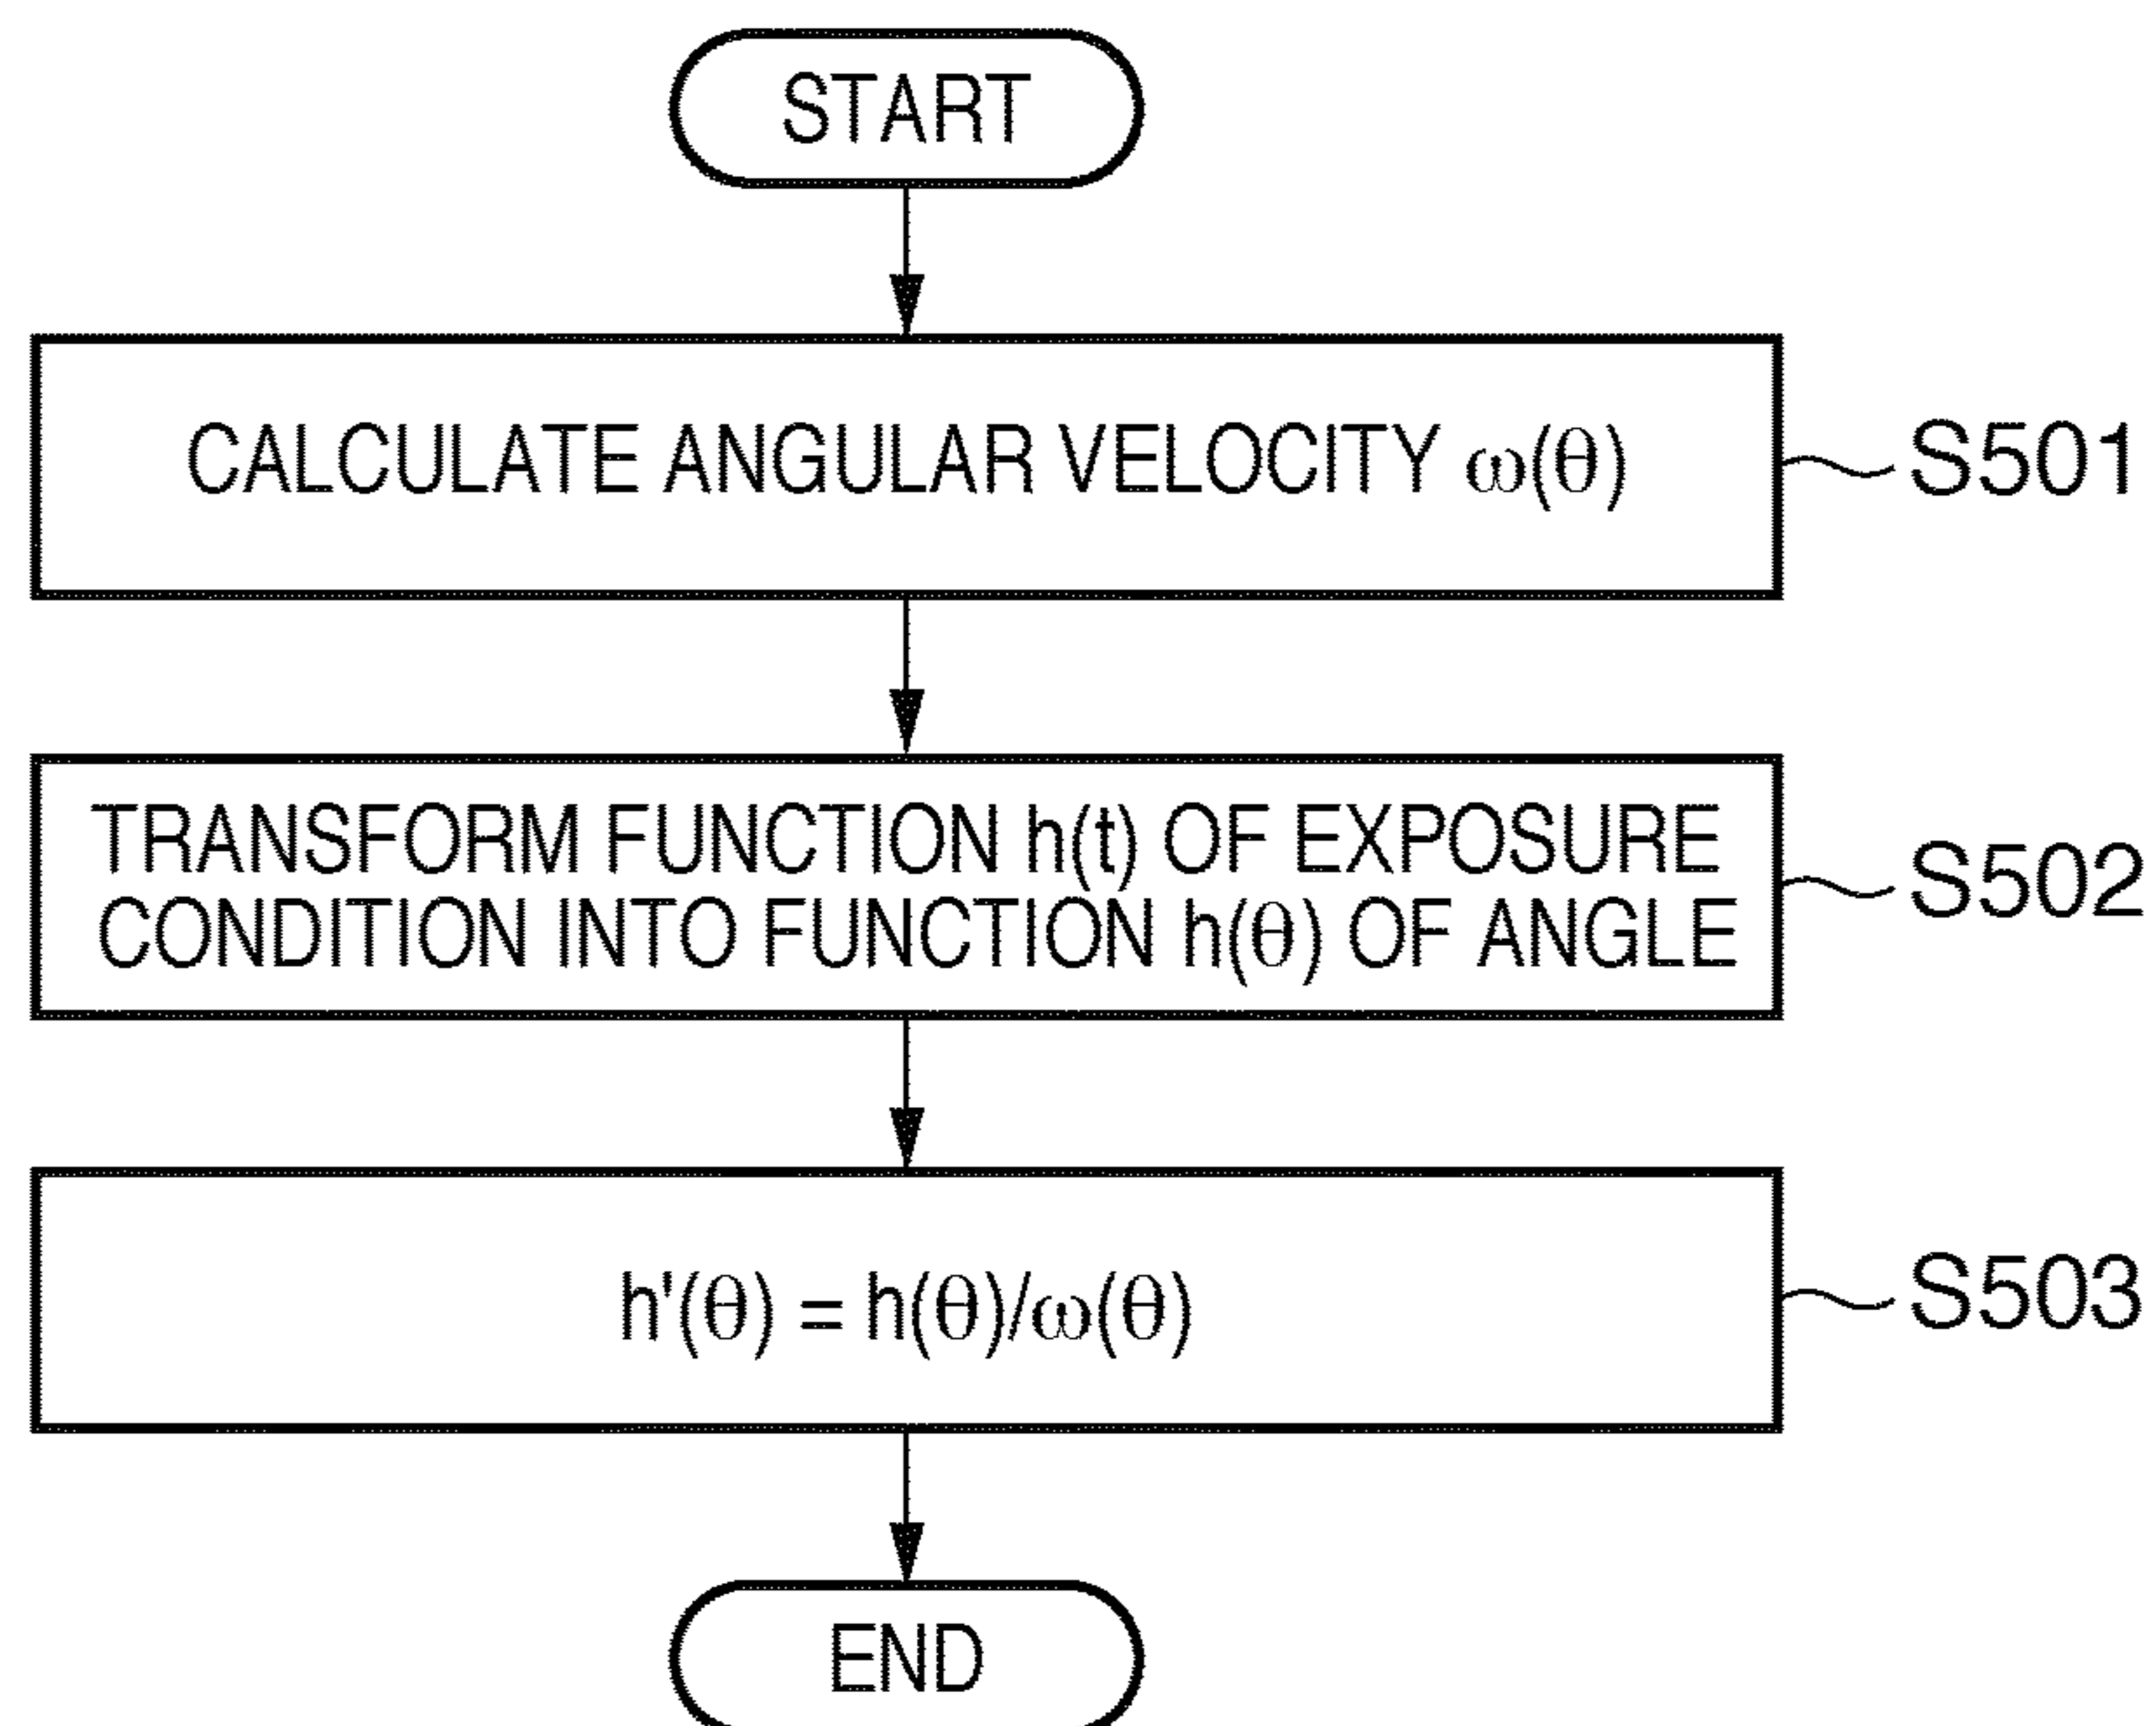 START
CALCULATE ANGULAR VELOCITY ω(θ)
S501
TRANSFORM FUNCTION h(t) OF EXPOSURE
CONDITION INTO FUNCTION h(θ) OF ANGLE
S502
h'(θ) = h(θ)/ω(θ)
S503
END